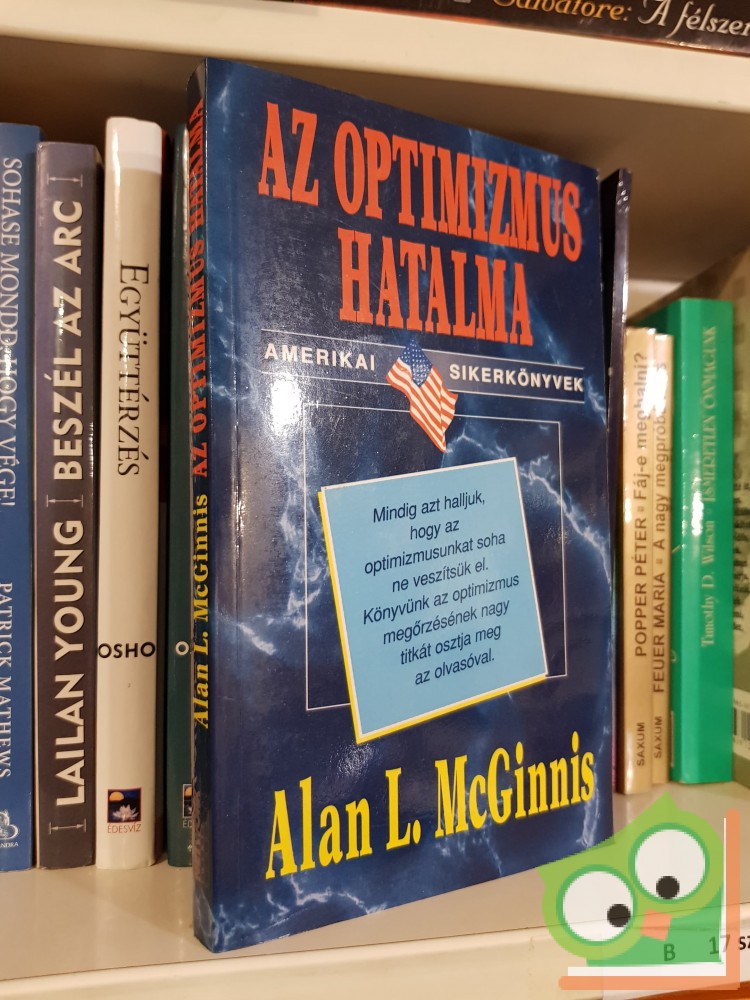 Salvatore: A félszer
AZ OPTIMIZMUS
HATALMA
AMERIKAI SIKERKÖNYVEK
Mindig azt halljuk,
hogy az
optimizmusunkat soha
ne veszítsük el.
Könyvünk az optimizmus
megőrzésének nagy
titkát osztja meg
az olvasóval.
Alan L. McGinnis
Alan L. McGinnis AZ OPTIMIZMUS HATALMA
SOHASE MONDD, HOGY VÉGE!
PATRICK MATHEWS
LAILAN YOUNG BESZÉL AZ ARC
EGYÜTTÉRZÉS
OSHO
ÉDESVÍZ
O
ÉD
POPPER PÉTER Fáj-e meghalni?
SAXUM
FEUER MÁRIA A nagy
SAXUM
Timothy D. Wilson ISMERETLEN ÖNMAGUNK
B 17 sz